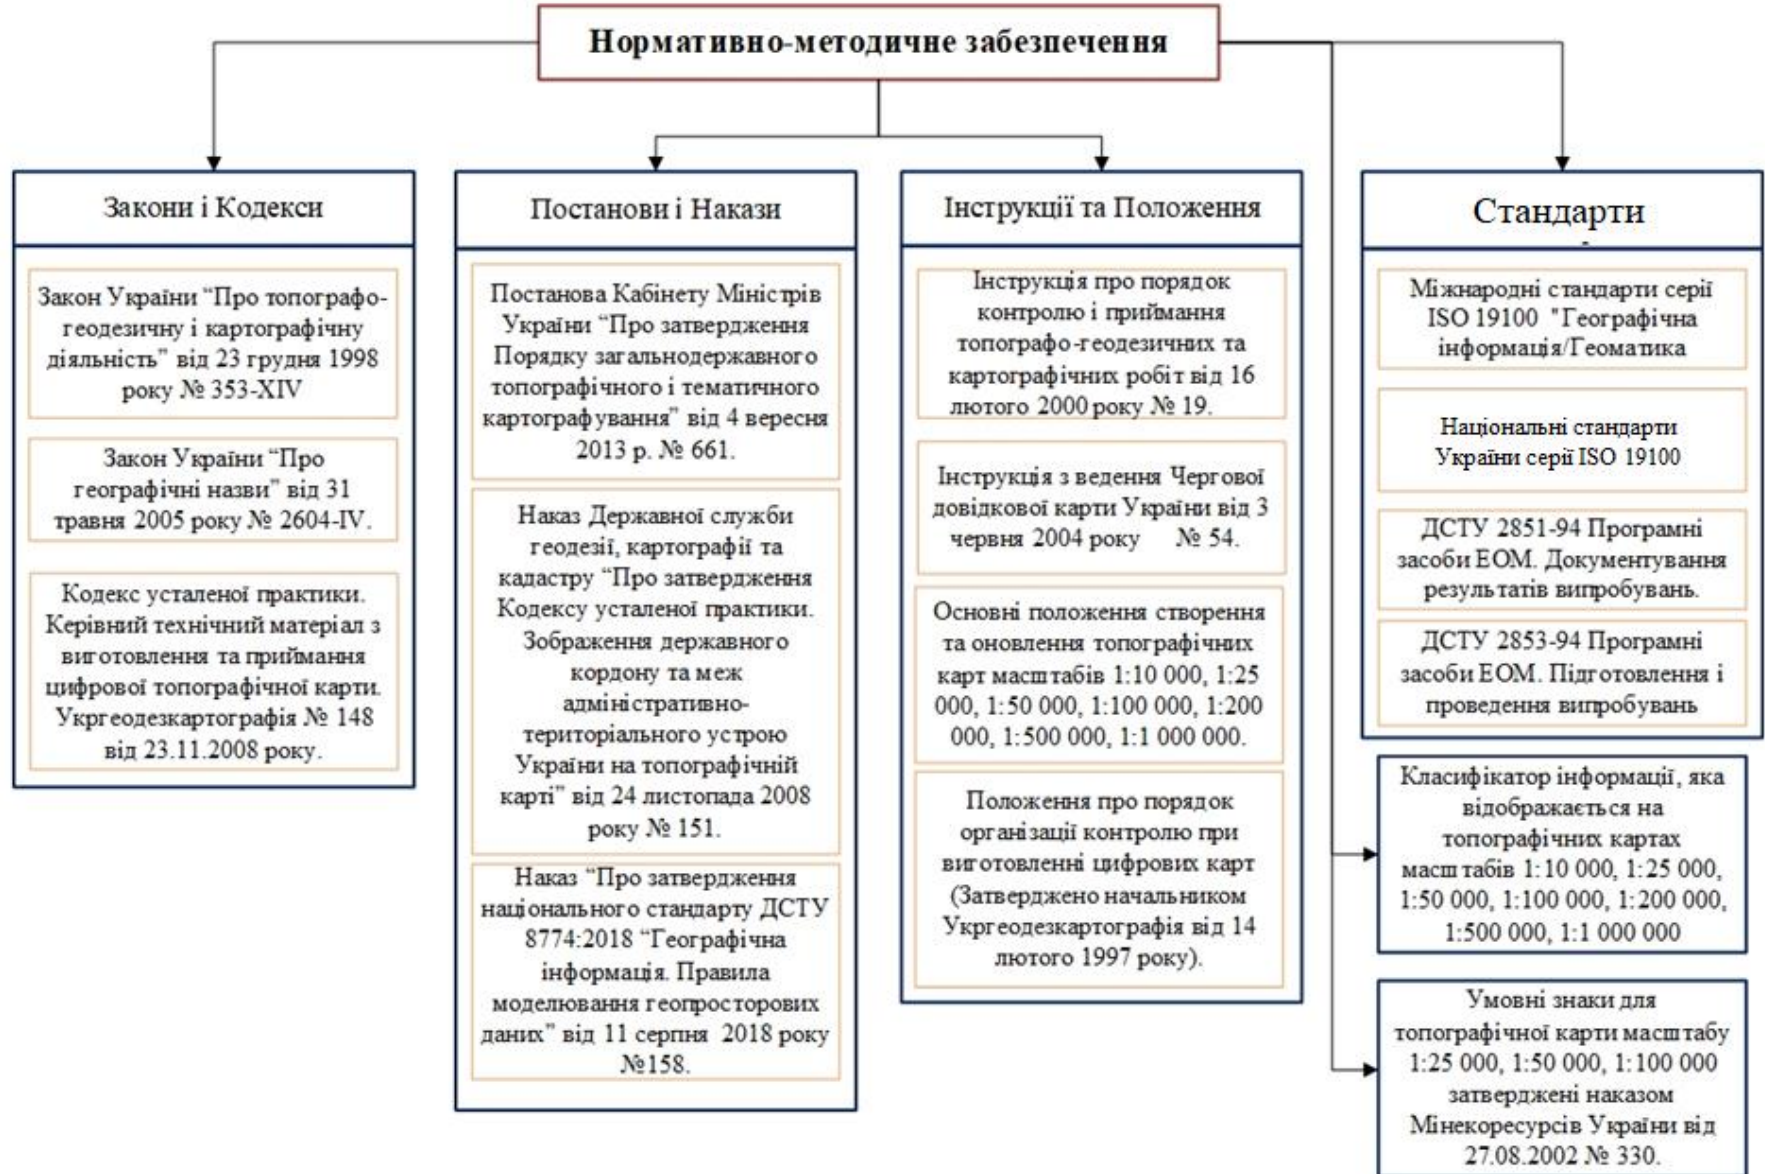 Нормативно-методичне забезпечення
Закони і Кодекси
Закон України “Про топографо-
геодезичну і картографічну
діяльність” від 23 грудня 1998
року № 353-XIV
Закон України “Про
географічні назви” від 31
травня 2005 року № 2604-IV.
Кодекс усталеної практики.
Керівний технічний матеріал з
виготовлення та приймання
цифрової топографічної карти.
Укргеодезкартографія № 148
від 23.11.2008 року.
Постанови і Накази
Постанова Кабінету Міністрів
України “Про затвердження
Порядку загальнодержавного
топографічного і тематичного
картографування” від 4 вересня
2013 р. № 661.
Наказ Державної служби
геодезії, картографії та
кадастру “Про затвердження
Кодексу усталеної практики.
Зображення державного
кордону та меж
адміністративно-
територіального устрою
України на топографічній
карті” від 24 листопада 2008
року № 151.
Наказ “Про затвердження
національного стандарту ДСТУ
8774:2018 “Географічна
інформація. Правила
моделювання геопросторових
даних” від 11 серпня 2018 року
№158.
Інструкції та Положення
Інструкція про порядок
контролю і приймання
топографо-геодезичних та
картографічних робіт від 16
лютого 2000 року № 19.
Інструкція з ведення Чергової
довідкової карти України від 3
червня 2004 року № 54.
Основні положення створення
та оновлення топографічних
карт масштабів 1:10 000, 1:25
000, 1:50 000, 1:100 000, 1:200
000, 1:500 000, 1:1 000 000.
Положення про порядок
організації контролю при
виготовленні цифрових карт
(Затверджено начальником
Укргеодезкартографія від 14
лютого 1997 року).
Стандарти
Міжнародні стандарти серії
ISO 19100 "Географічна
інформація/Геоматика
Національні стандарти
України серії ISO 19100
ДСТУ 2851-94 Програмні
засоби ЕОМ. Документування
результатів випробувань.
ДСТУ 2853-94 Програмні
засоби ЕОМ. Підготовлення і
проведення випробувань
Класифікатор інформації, яка
відображається на
топографічних картах
масштабів 1:10 000, 1:25 000,
1:50 000, 1:100 000, 1:200 000,
1:500 000, 1:1 000 000
Умовні знаки для
топографічної карти масштабу
1:25 000, 1:50 000, 1:100 000
затверджені наказом
Мінекоресурсів України від
27.08.2002 № 330.